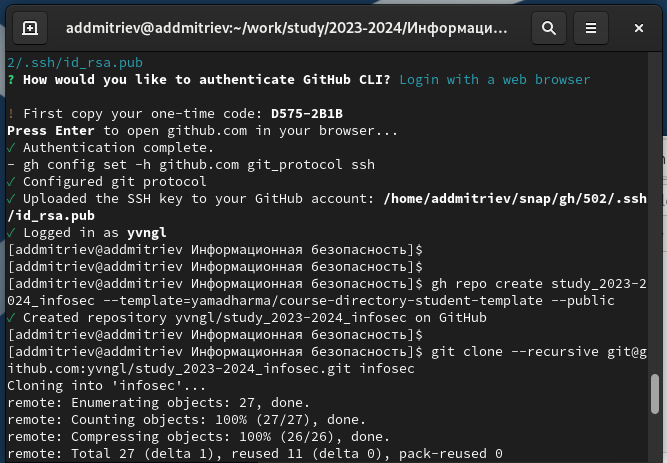 addmitriev@addmitriev:~/work/study/2023-2024/Информаци...
2/.ssh/id_rsa.pub
? How would you like to authenticate GitHub CLI? Login with a web browser
! First copy your one-time code: D575-2B1B
Press Enter to open github.com in your browser...
✓ Authentication complete.
- gh config set -h github.com git_protocol ssh
✓ Configured git protocol
✓ Uploaded the SSH key to your GitHub account: /home/addmitriev/snap/gh/502/.ssh
/id_rsa.pub
✓ Logged in as yvngl
[addmitriev@addmitriev Информационная безопасность]$
[addmitriev@addmitriev Информационная безопасность]$
[addmitriev@addmitriev Информационная безопасность]$ gh repo create study_2023-2
024_infosec --template=yamadharma/course-directory-student-template --public
✓ Created repository yvngl/study_2023-2024_infosec on GitHub
[addmitriev@addmitriev Информационная безопасность]$
[addmitriev@addmitriev Информационная безопасность]$ git clone --recursive git@g
ithub.com:yvngl/study_2023-2024_infosec.git infosec
Cloning into 'infosec'...
remote: Enumerating objects: 27, done.
remote: Counting objects: 100% (27/27), done.
remote: Compressing objects: 100% (26/26), done.
remote: Total 27 (delta 1), reused 11 (delta 0), pack-reused 0